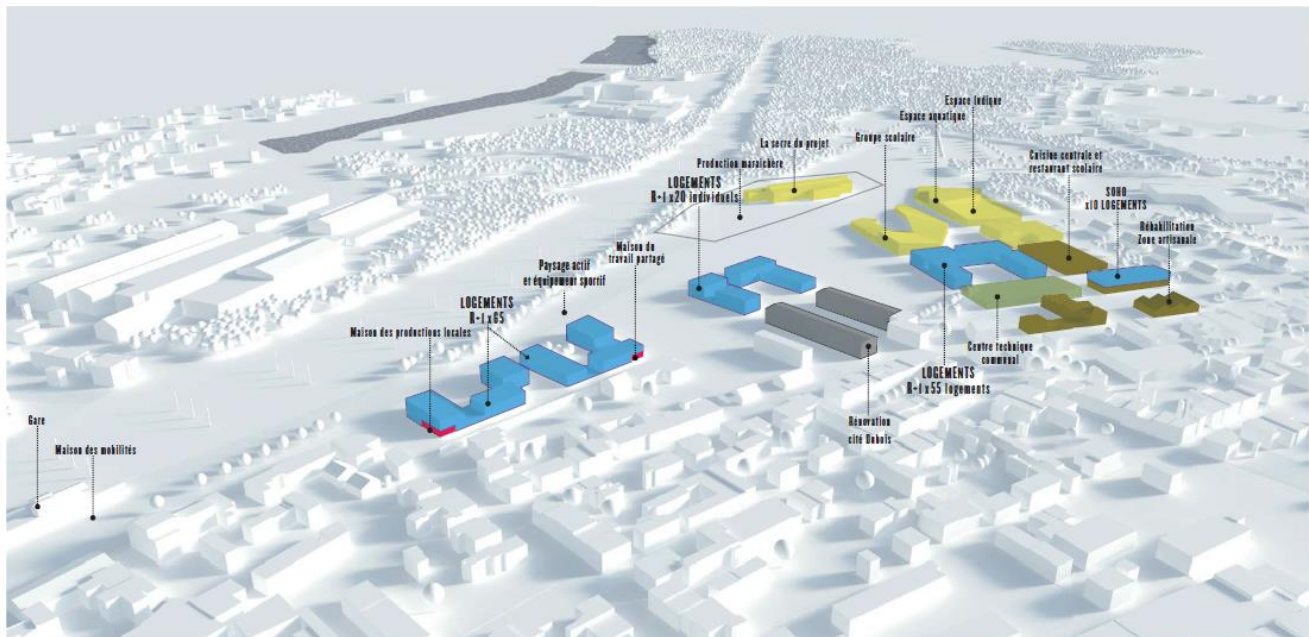 Espace ludique
Espace aquatique
Groupe scolaire
La serre du projet
Cuisine centrale et
restaurant scolaire
Production maraichère
LOGEMENTS
R+1 x20 individuels
SOHO
x10 LOGEMENTS
Réhabilitation
Zone artisanale
Maison du
travail partagé
Paysage actif
et équipement sportif
LOGEMENTS
R+1 x65
Maison des productions locales
Centre technique
communal
LOGEMENTS
R+1 x55 logements
Rénovation
cité Dubois
Gare
Maison des mobilités